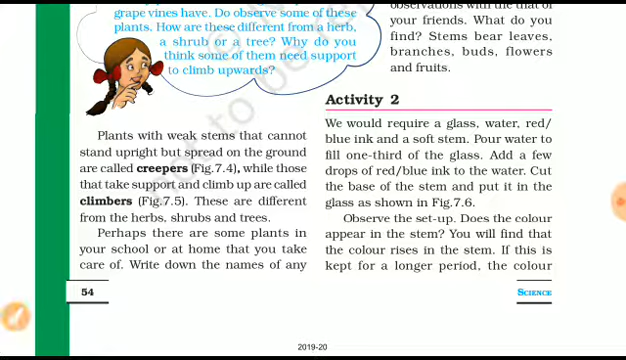 grape vines have. Do observe some of these
plants. How are these different from a herb,
a shrub or a tree? Why do you
think some of them need support
to climb upwards?
Plants with weak stems that cannot
stand upright but spread on the ground
are called creepers (Fig.7.4), while those
that take support and climb up are called
climbers (Fig.7.5). These are different
from the herbs, shrubs and trees.
Perhaps there are some plants in
your school or at home that you take
care of. Write down the names of any
54
observations with the that of
your friends. What do you
find? Stems bear leaves,
branches, buds, flowers
and fruits.
Activity 2
We would require a glass, water, red/
blue ink and a soft stem. Pour water to
fill one-third of the glass. Add a few
drops of red/blue ink to the water. Cut
the base of the stem and put it in the
glass as shown in Fig.7.6.
Observe the set-up. Does the colour
appear in the stem? You will find that
the colour rises in the stem. If this is
kept for a longer period, the colour
SCIENCE
2019-20
not to be